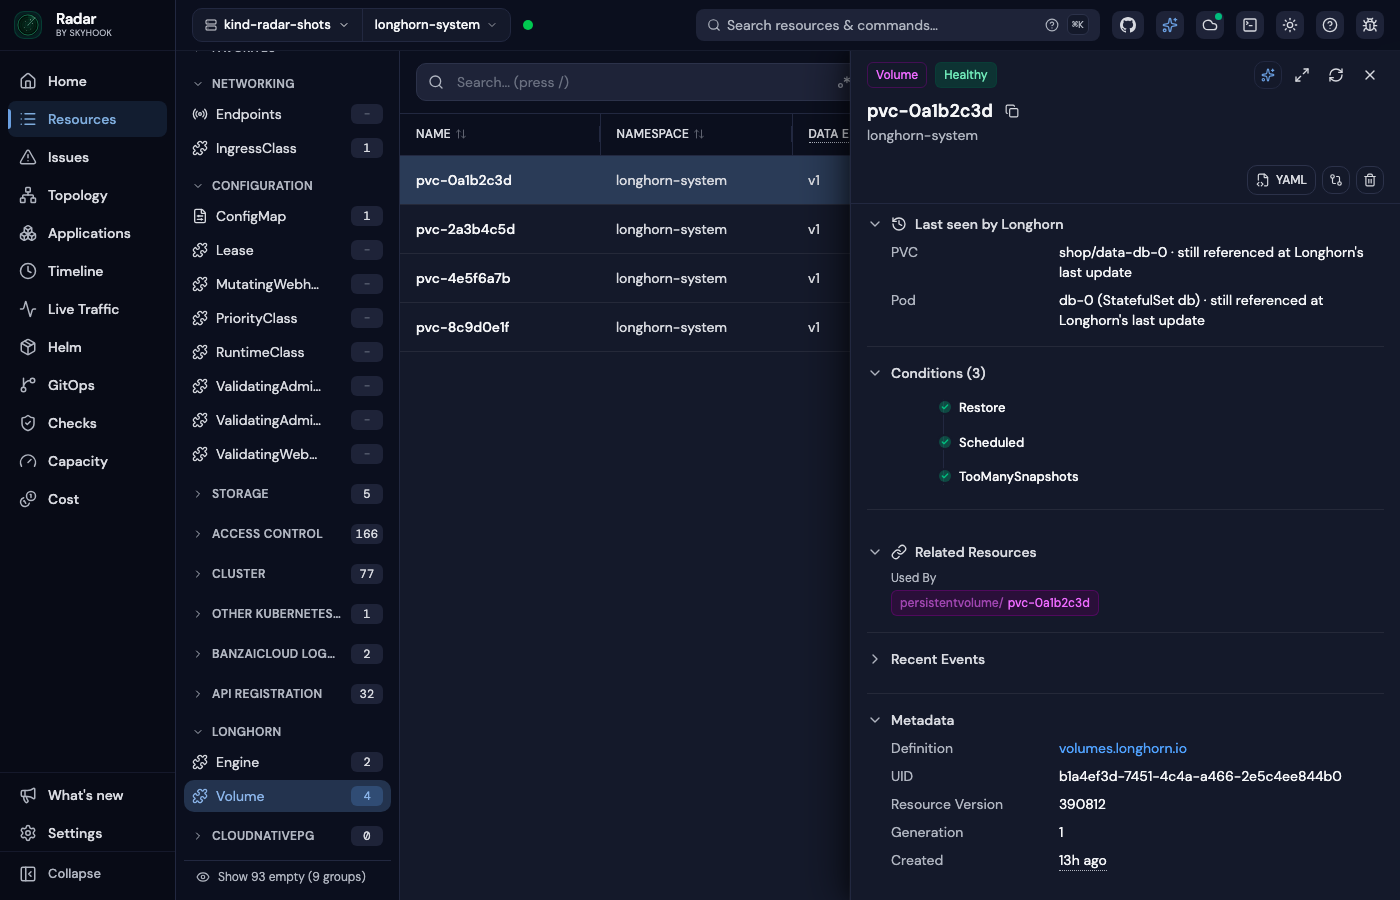 Radar
BY SKYHOOK
kind-radar-shots
longhorn-system
Search resources & commands...
⌘K
Home
Resources
Issues
Topology
Applications
Timeline
Live Traffic
Helm
GitOps
Checks
Capacity
Cost
What's new
Settings
Collapse
NETWORKING
Endpoints -
IngressClass 1
CONFIGURATION
ConfigMap 1
Lease -
MutatingWebh... -
PriorityClass -
RuntimeClass -
ValidatingAdmi... -
ValidatingAdmi... -
ValidatingWeb... -
STORAGE 5
ACCESS CONTROL 166
CLUSTER 77
OTHER KUBERNETES... 1
BANZAICLOUD LOG... 2
API REGISTRATION 32
LONGHORN
Engine 2
Volume 4
CLOUDNATIVEPG 0
Show 93 empty (9 groups)
Search... (press /)
.*
NAME NAMESPACE DATA E
pvc-0a1b2c3d longhorn-system v1
pvc-2a3b4c5d longhorn-system v1
pvc-4e5f6a7b longhorn-system v1
pvc-8c9d0e1f longhorn-system v1
Volume Healthy
pvc-0a1b2c3d
longhorn-system
YAML
Last seen by Longhorn
PVC shop/data-db-0 · still referenced at Longhorn's
last update
Pod db-0 (StatefulSet db) · still referenced at
Longhorn's last update
Conditions (3)
Restore
Scheduled
TooManySnapshots
Related Resources
Used By
persistentvolume/ pvc-0a1b2c3d
Recent Events
Metadata
Definition volumes.longhorn.io
UID b1a4ef3d-7451-4c4a-a466-2e5c4ee844b0
Resource Version 390812
Generation 1
Created 13h ago